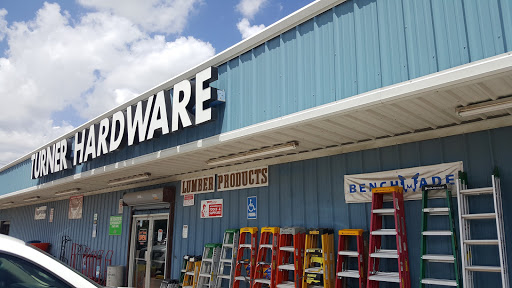 TURNER HARDWARE
LUMBER PRODUCTS
BENCHMADE